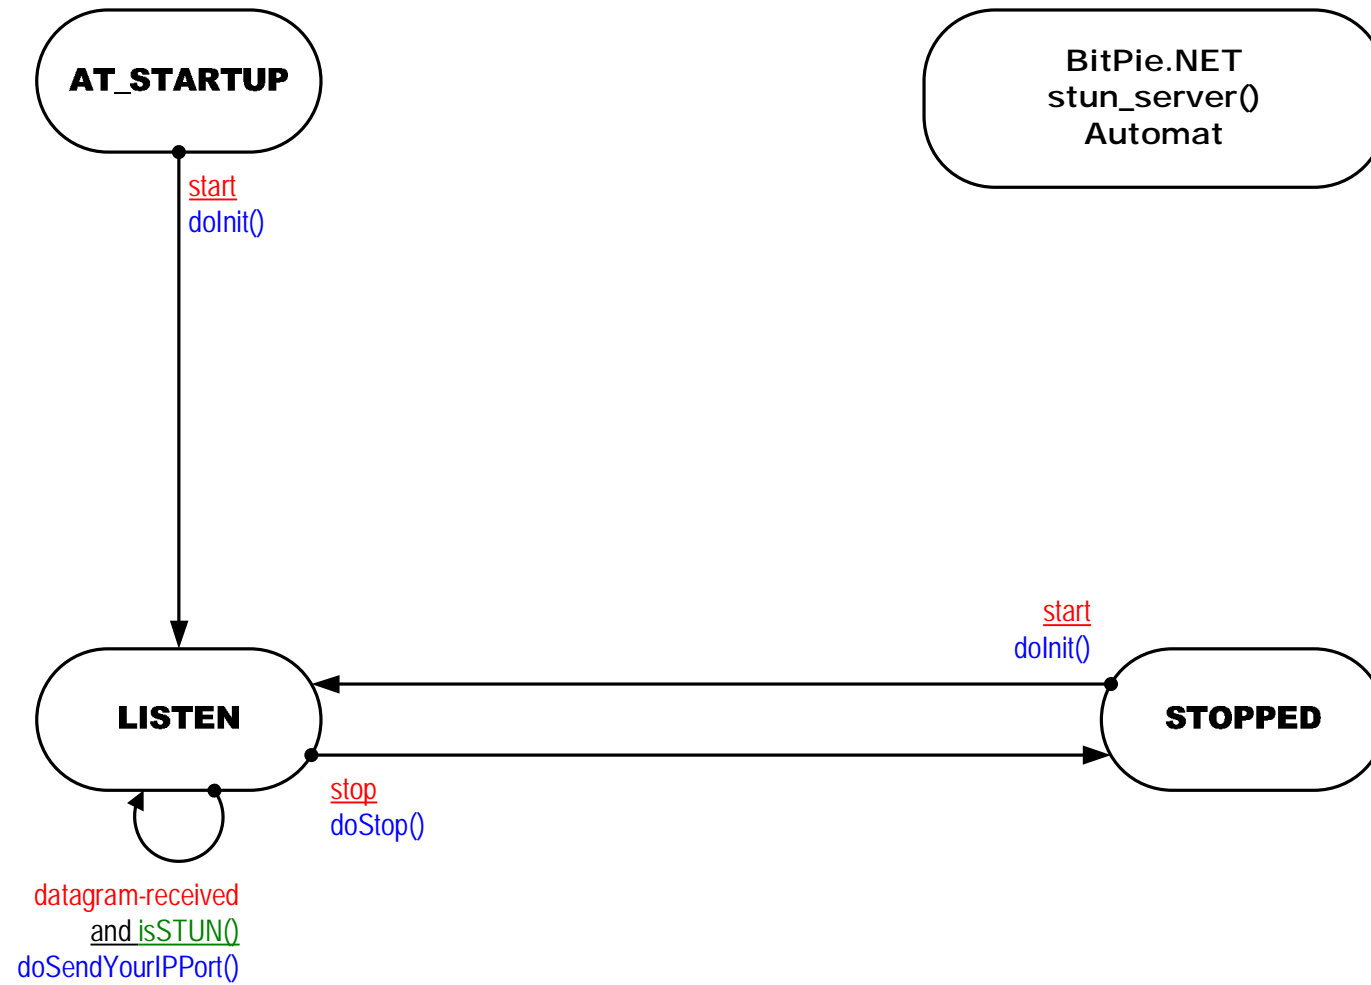 AT_STARTUP
BitPie.NET
stun_server()
Automat
start
doInit()
start
doInit()
LISTEN
STOPPED
stop
doStop()
datagram-received
and isSTUN()
doSendYourIPPort()